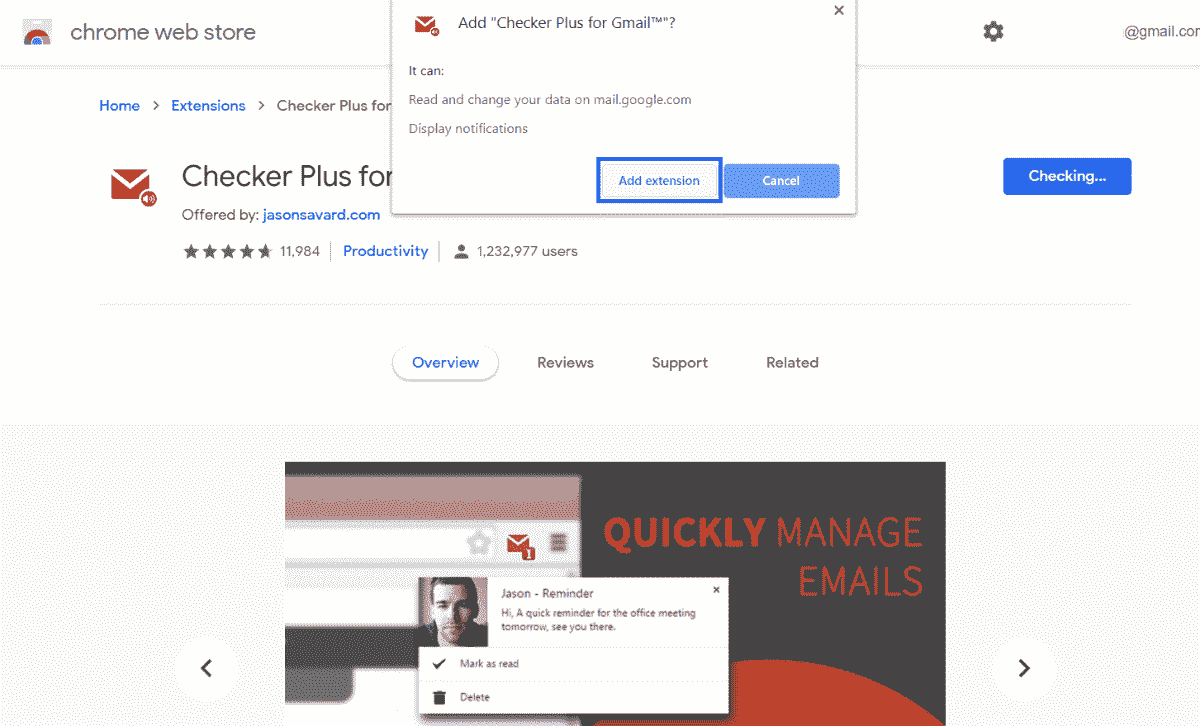 chrome web store
@gmail.com
Add "Checker Plus for Gmail™"?
It can:
Read and change your data on mail.google.com
Display notifications
Add extension
Cancel
Home > Extensions > Checker Plus for
Checker Plus for
Checking...
Offered by: jasonsavard.com
11,984
Productivity
1,232,977 users
Overview
Reviews
Support
Related
QUICKLY MANAGE
EMAILS
1
Jason - Reminder
Hi, A quick reminder for the office meeting
tomorrow, see you there.
Mark as read
Delete